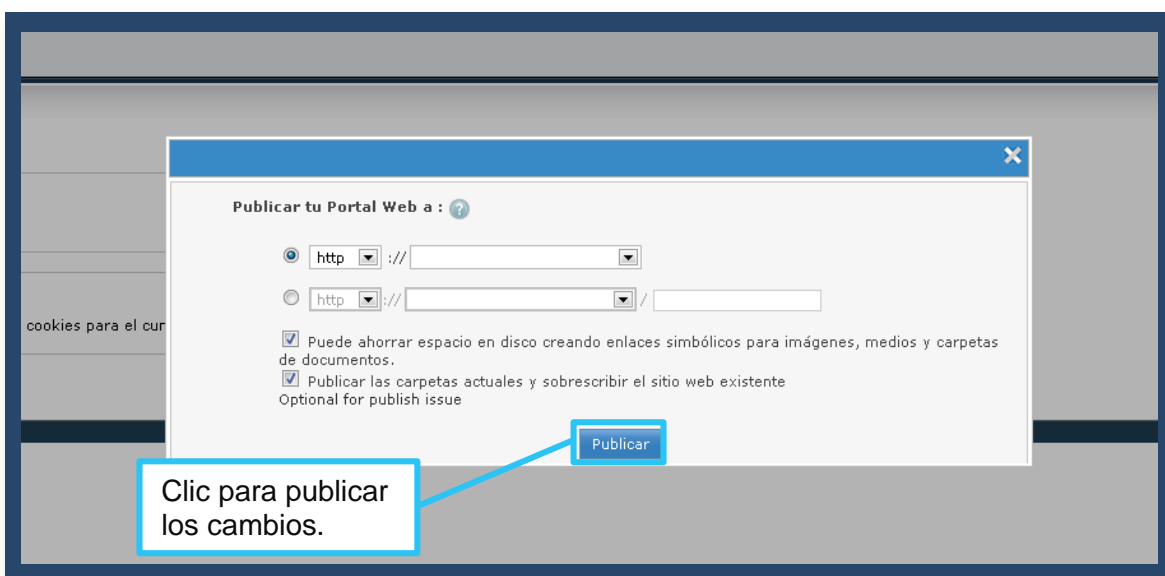 Publicar tu Portal Web a : ?
http ://
http :// /
cookies para el cur
Puede ahorrar espacio en disco creando enlaces simbólicos para imágenes, medios y carpetas
de documentos.
Publicar las carpetas actuales y sobrescribir el sitio web existente
Optional for publish issue
Publicar
Clic para publicar
los cambios.